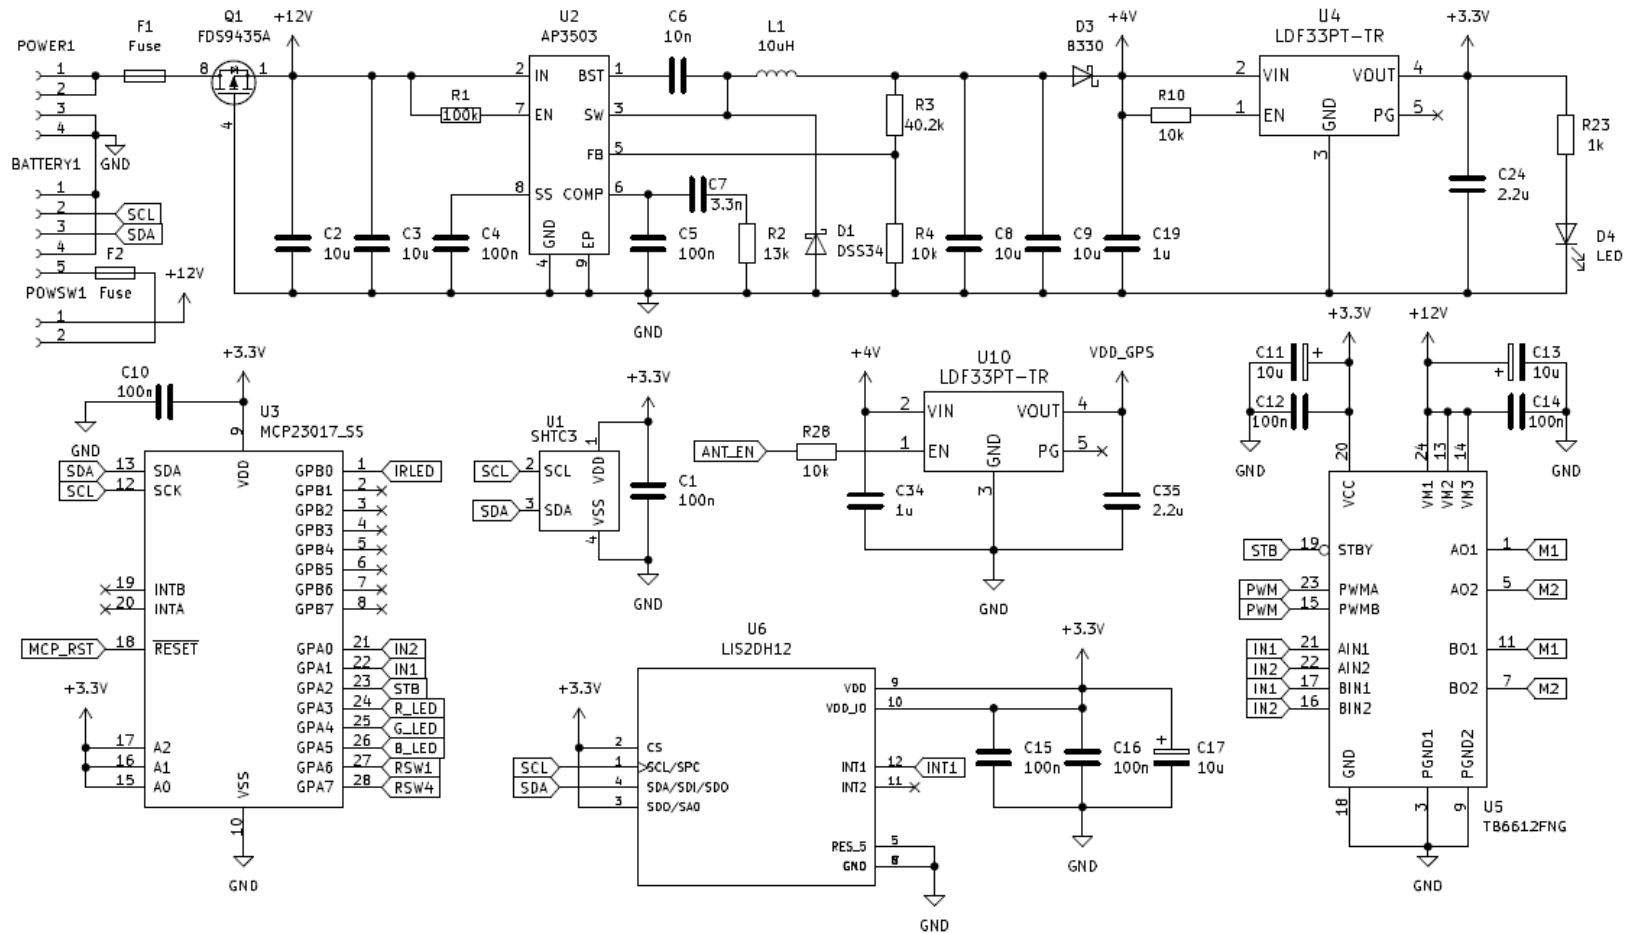 POWER1
1
2
3
4
GND
F1
Fuse
Q1
FDS9435A
8
1
4
+12V
BATTERY1
1
2
3
4
5
SCL
SDA
F2
Fuse
+12V
POWSW1
1
2
C2
10u
C3
10u
R1
100k
C4
100n
U2
AP3503
2
IN
7
EN
8
SS
BST
1
SW
3
FB
5
COMP
6
GND
4
EP
9
C6
10n
L1
10uH
C7
3.3n
C5
100n
R2
13k
GND
D1
DSS34
R3
40.2k
R4
10k
C8
10u
C9
10u
D3
B330
+4V
C19
1u
R10
10k
U4
LDF33PT-TR
2
VIN
1
EN
VOUT
4
PG
5
GND
3
+3.3V
C24
2.2u
R23
1k
D4
LED
C10
100n
+3.3V
GND
U3
MCP23017_SS
9
VDD
SDA
13
SDA
SCL
12
SCK
19
INTB
20
INTA
MCP_RST
18
RESET
+3.3V
17
A2
16
A1
15
A0
GPB0
1
IRLED
GPB1
2
GPB2
3
GPB3
4
GPB4
5
GPB5
6
GPB6
7
GPB7
8
GPA0
21
IN2
GPA1
22
IN1
GPA2
23
STB
GPA3
24
R_LED
GPA4
25
G_LED
GPA5
26
B_LED
GPA6
27
RSW1
GPA7
28
RSW4
VSS
10
GND
+3.3V
U1
SHTC3
1
VDD
SCL
2
SCL
SDA
3
SDA
VSS
4
C1
100n
GND
+4V
U10
LDF33PT-TR
VDD_GPS
2
VIN
VOUT
4
ANT_EN
R28
10k
1
EN
PG
5
GND
3
C34
1u
C35
2.2u
GND
U6
LIS2DH12
+3.3V
2
CS
SCL
1
SCL/SPC
SDA
4
SDA/SDI/SDO
3
SDO/SA0
VDD
9
VDD_IO
10
INT1
12
INT1
INT2
11
RES_5
5
GND
GND
+3.3V
C15
100n
C16
100n
C17
10u
+
GND
+3.3V
+12V
C11
10u
+
C12
100n
GND
C13
10u
+
C14
100n
GND
20
24
13
14
VCC
VM1
VM2
VM3
STB
19
STBY
PWM
23
PWMA
PWM
15
PWMB
IN1
21
AIN1
IN2
22
AIN2
IN1
17
BIN1
IN2
16
BIN2
AO1
1
M1
AO2
5
M2
BO1
11
M1
BO2
7
M2
GND
PGND1
PGND2
18
3
9
U5
TB6612FNG
GND